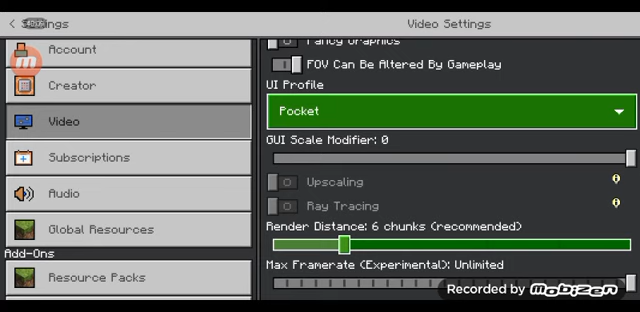 Settings
Video Settings
Account
Creator
Video
Subscriptions
Audio
Global Resources
Add-Ons
Resource Packs
Fancy Graphics
FOV Can Be Altered By Gameplay
UI Profile
Pocket
GUI Scale Modifier: 0
Upscaling
Ray Tracing
Render Distance: 6 chunks (recommended)
Max Framerate (Experimental): Unlimited
Recorded by Mobizen